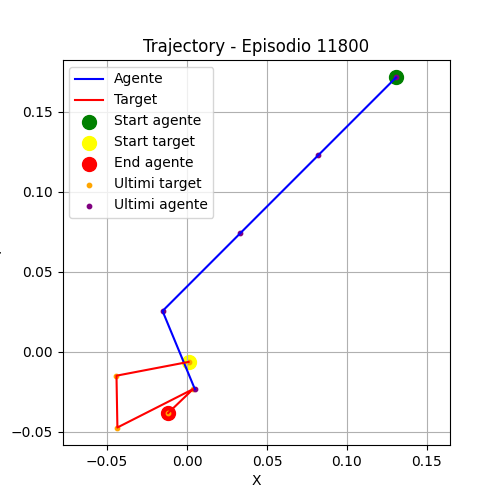 Trajectory - Episodio 11800
Agente
Target
Start agente
Start target
End agente
Ultimi target
Ultimi agente
0.15
0.10
0.05
0.00
−0.05
−0.05
0.00
0.05
0.10
0.15
X